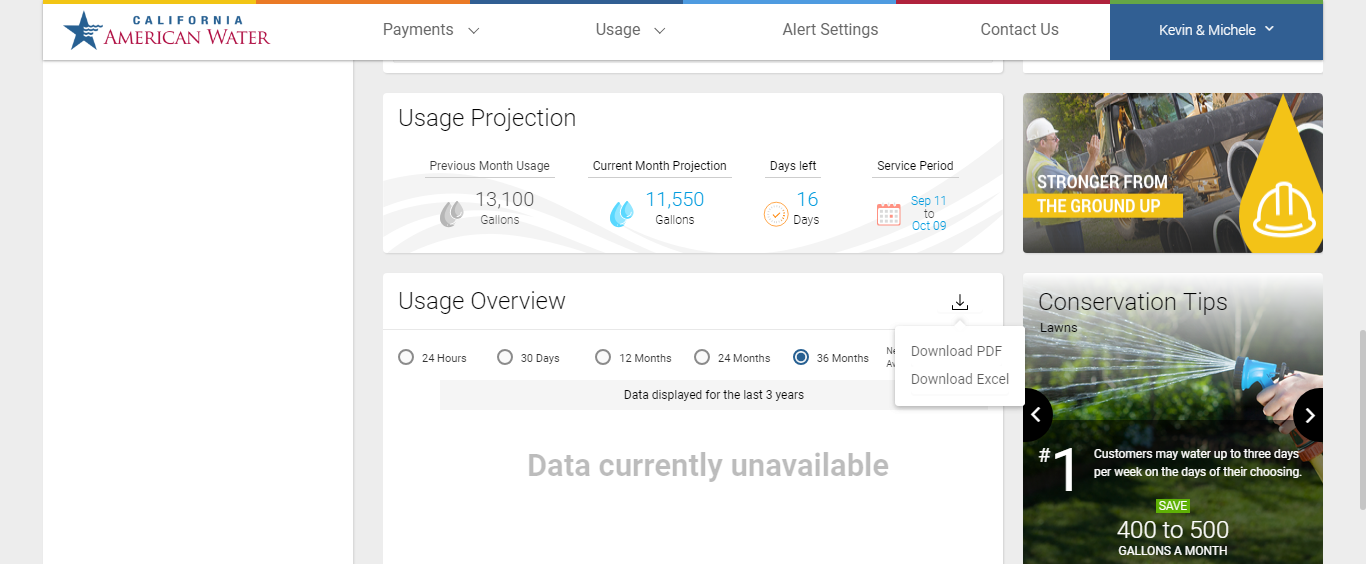 CALIFORNIA
AMERICAN WATER
Payments
Usage
Alert Settings
Contact Us
Kevin & Michele
Usage Projection
Previous Month Usage
13,100
Gallons
Current Month Projection
11,550
Gallons
Days left
16
Days
Service Period
Sep 11
to
Oct 09
STRONGER FROM
THE GROUND UP
Usage Overview
Download PDF
Download Excel
24 Hours
30 Days
12 Months
24 Months
36 Months
Data displayed for the last 3 years
Data currently unavailable
Conservation Tips
Lawns
#1
Customers may water up to three days
per week on the days of their choosing.
SAVE
400 to 500
GALLONS A MONTH